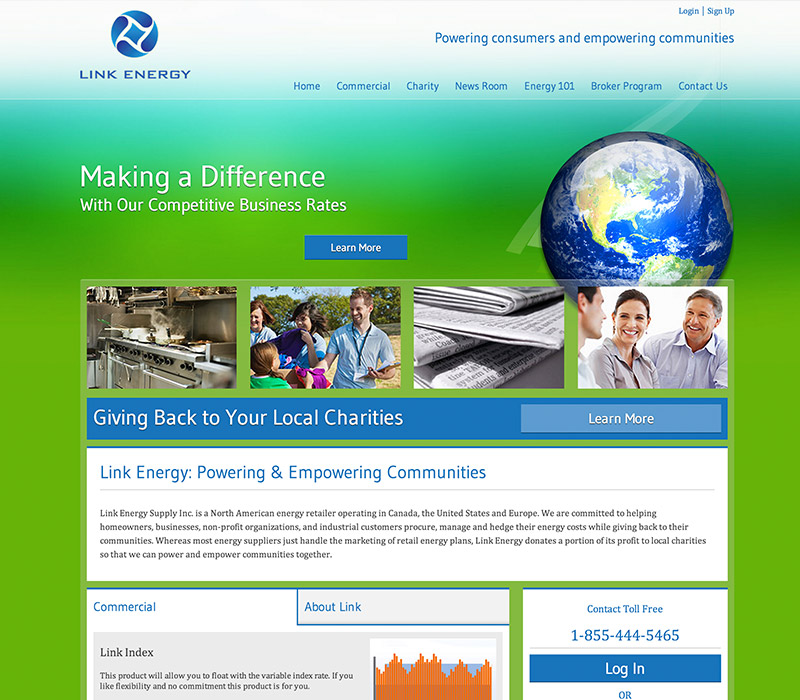 Login | Sign Up
LINK ENERGY
Powering consumers and empowering communities
Home Commercial Charity News Room Energy 101 Broker Program Contact Us
Making a Difference
With Our Competitive Business Rates
Learn More
Giving Back to Your Local Charities
Learn More
Link Energy: Powering & Empowering Communities
Link Energy Supply Inc. is a North American energy retailer operating in Canada, the United States and Europe. We are committed to helping
homeowners, businesses, non-profit organizations, and industrial customers procure, manage and hedge their energy costs while giving back to their
communities. Whereas most energy suppliers just handle the marketing of retail energy plans, Link Energy donates a portion of its profit to local charities
so that we can power and empower communities together.
Commercial
About Link
Link Index
This product will allow you to float with the variable index rate. If you
like flexibility and no commitment this product is for you.
Contact Toll Free
1-855-444-5465
Log In
OR